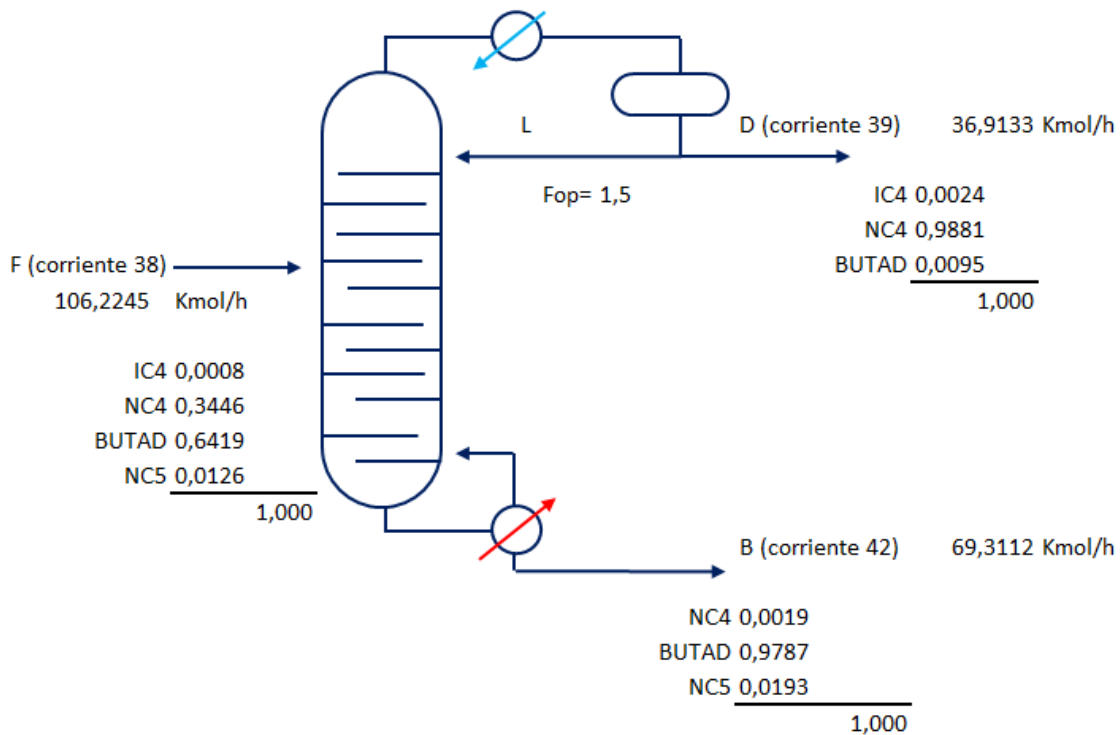 L
D (corriente 39) 36,9133 Kmol/h
Fop= 1,5
IC4 0,0024
NC4 0,9881
BUTAD 0,0095
1,000
F (corriente 38)
106,2245 Kmol/h
IC4 0,0008
NC4 0,3446
BUTAD 0,6419
NC5 0,0126
1,000
B (corriente 42) 69,3112 Kmol/h
NC4 0,0019
BUTAD 0,9787
NC5 0,0193
1,000